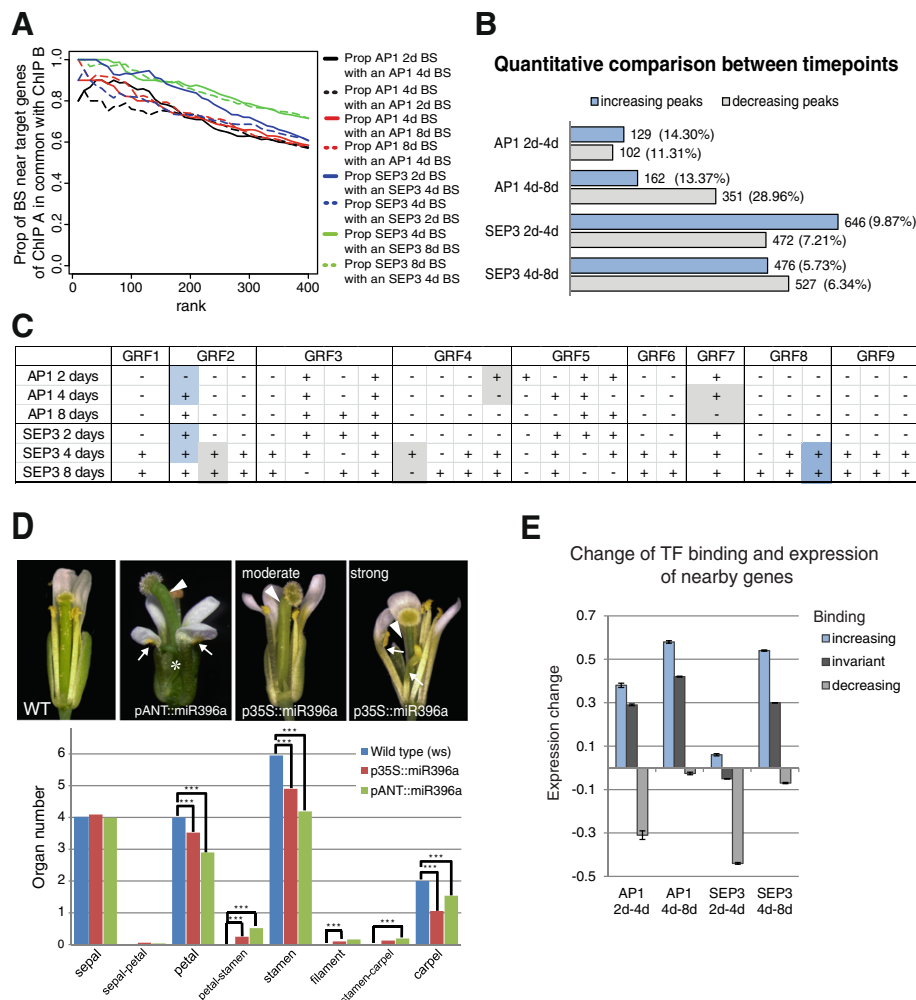 A
Prop of BS near target genes
of ChIP A in common with ChIP B
0.0 0.2 0.4 0.6 0.8 1.0
0 100 200 300 400
rank
Prop AP1 2d BS
with an AP1 4d BS
Prop AP1 4d BS
with an AP1 2d BS
Prop AP1 4d BS
with an AP1 8d BS
Prop AP1 8d BS
with an AP1 4d BS
Prop SEP3 2d BS
with an SEP3 4d BS
Prop SEP3 4d BS
with an SEP3 2d BS
Prop SEP3 4d BS
with an SEP3 8d BS
Prop SEP3 8d BS
with an SEP3 4d BS
B
Quantitative comparison between timepoints
increasing peaks decreasing peaks
AP1 2d-4d
129 (14.30%)
102 (11.31%)
AP1 4d-8d
162 (13.37%)
351 (28.96%)
SEP3 2d-4d
646 (9.87%)
472 (7.21%)
SEP3 4d-8d
476 (5.73%)
527 (6.34%)
C
GRF1 GRF2 GRF3 GRF4 GRF5 GRF6 GRF7 GRF8 GRF9
AP1 2 days - - - - - + - + - - - + + - + + - - + - - - - - -
AP1 4 days - + - - - + - + - - - - - + + - - - + - - - - - -
AP1 8 days - + - - - + + + - - - - - - + + - - - - - - - - -
SEP3 2 days - + - - - + + + - - - - - + + + - - + - - - - - -
SEP3 4 days + + + + + + - + + - + + - - - - + + + - + + + + +
SEP3 8 days + + + + + - + + + - + + - - - - + + + + + + + + +
D
WT
pANT::miR396a
*
moderate
p35S::miR396a
strong
p35S::miR396a
Organ number
0 1 2 3 4 5 6
Wild type (ws)
p35S::miR396a
pANT::miR396a
***
***
***
***
***
***
***
***
***
***
sepal
sepal-petal
petal
petal-stamen
stamen
filament
stamen-carpel
carpel
E
Change of TF binding and expression
of nearby genes
Expression change
0.7
0.5
0.3
0.1
-0.1
-0.3
-0.5
Binding
increasing
invariant
decreasing
AP1 AP1 SEP3 SEP3
2d-4d 4d-8d 2d-4d 4d-8d